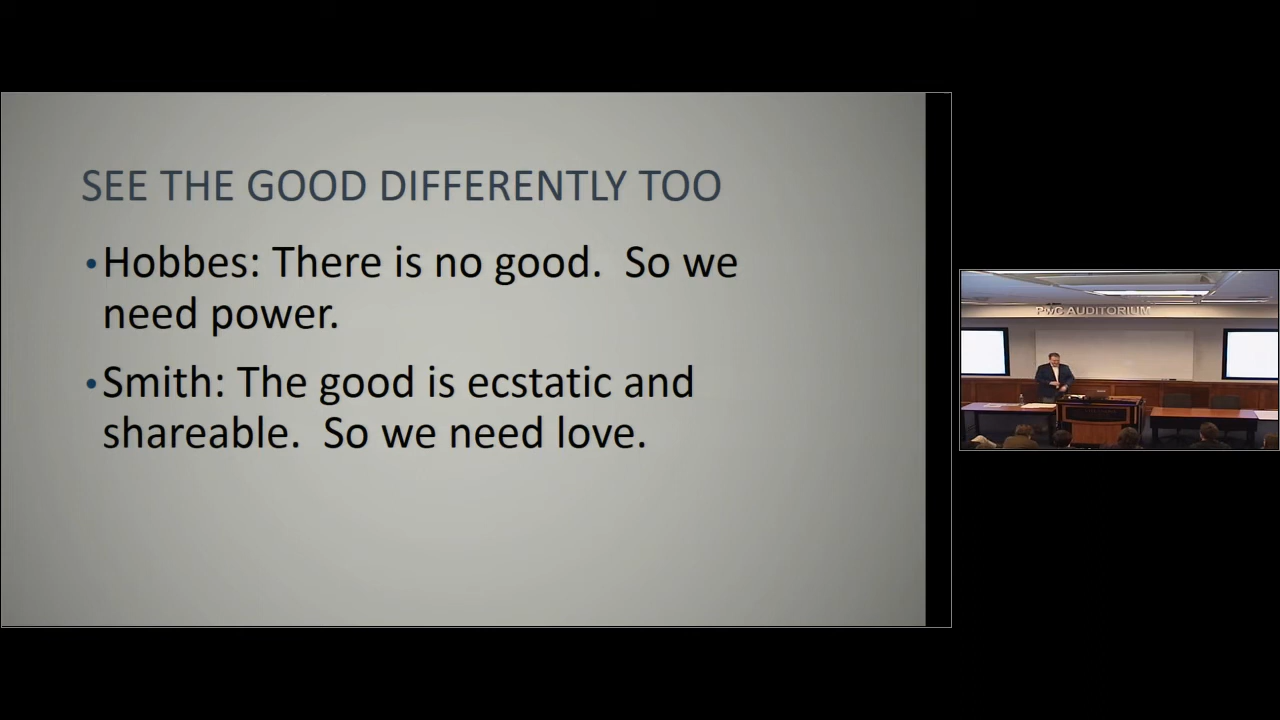 SEE THE GOOD DIFFERENTLY TOO
•Hobbes: There is no good.  So we
need power.
•Smith: The good is ecstatic and
shareable.  So we need love.
PwC AUDITORIUM